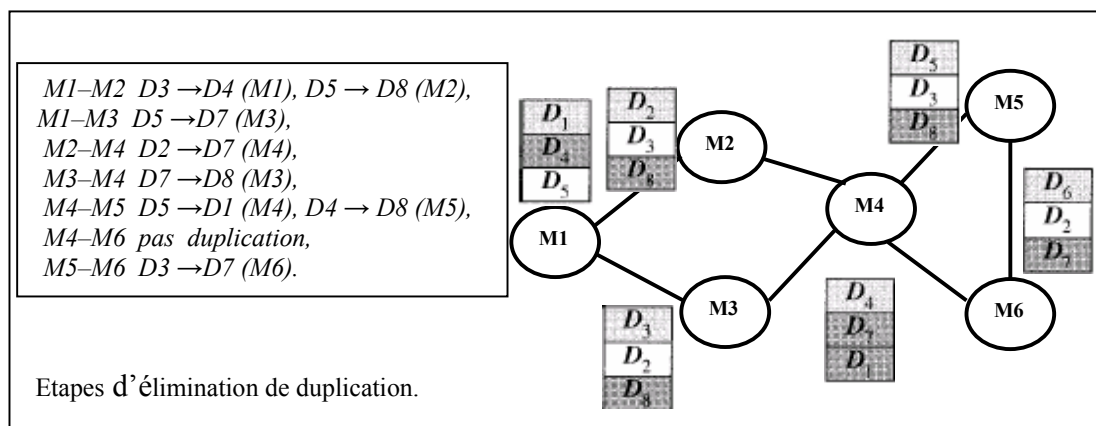 M1–M2 D3 →D4 (M1), D5 → D8 (M2),
M1–M3 D5 →D7 (M3),
M2–M4 D2 →D7 (M4),
M3–M4 D7 →D8 (M3),
M4–M5 D5 →D1 (M4), D4 → D8 (M5),
M4–M6 pas duplication,
M5–M6 D3 →D7 (M6).
Etapes d’élimination de duplication.
D1
D4
D5
M1
D2
D3
D8
M2
D3
D2
D8
M3
M4
D4
D7
D1
D5
D3
D8
M5
D6
D2
D7
M6